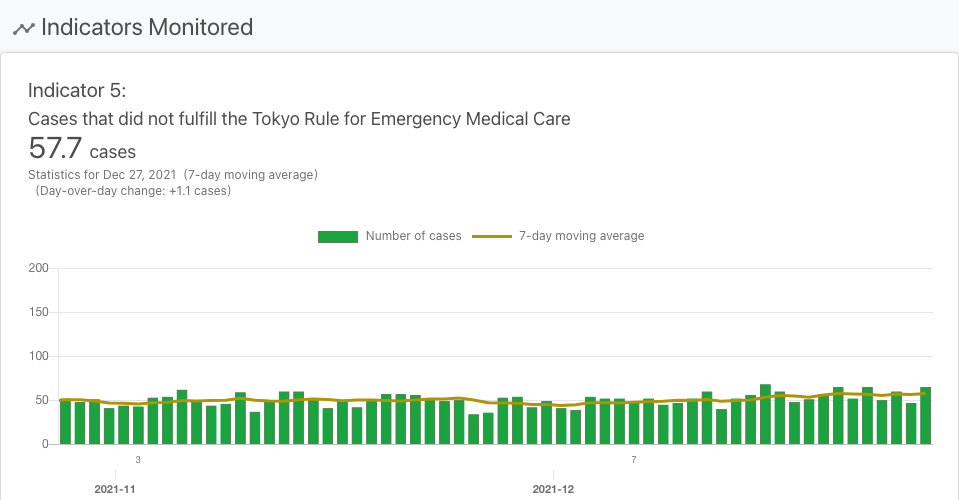 Indicators Monitored
Indicator 5:
Cases that did not fulfill the Tokyo Rule for Emergency Medical Care
57.7 cases
Statistics for Dec 27, 2021 (7-day moving average)
(Day-over-day change: +1.1 cases)
Number of cases 7-day moving average
200
150
100
50
0
3 7
2021-11 2021-12